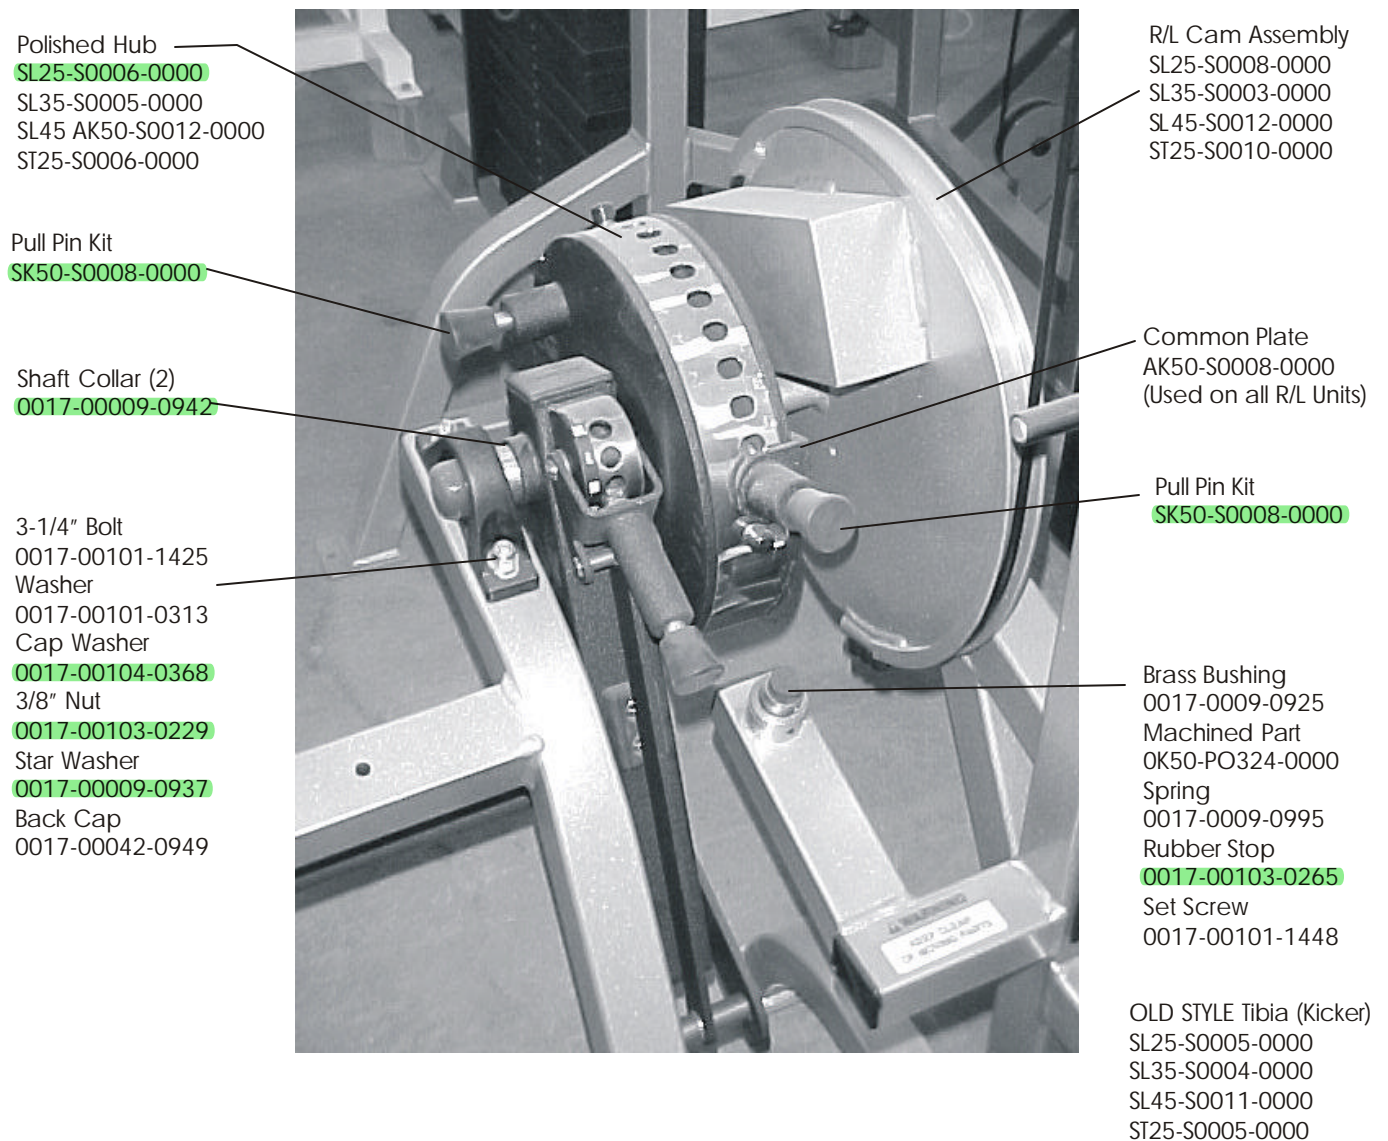 Polished Hub
SL25-S0006-0000
SL35-S0005-0000
SL45 AK50-S0012-0000
ST25-S0006-0000
Pull Pin Kit
SK50-S0008-0000
Shaft Collar (2)
0017-00009-0942
3-1/4" Bolt
0017-00101-1425
Washer
0017-00101-0313
Cap Washer
0017-00104-0368
3/8" Nut
0017-00103-0229
Star Washer
0017-00009-0937
Back Cap
0017-00042-0949
R/L Cam Assembly
SL25-S0008-0000
SL35-S0003-0000
SL45-S0012-0000
ST25-S0010-0000
Common Plate
AK50-S0008-0000
(Used on all R/L Units)
Pull Pin Kit
SK50-S0008-0000
Brass Bushing
0017-0009-0925
Machined Part
0K50-PO324-0000
Spring
0017-0009-0995
Rubber Stop
0017-00103-0265
Set Screw
0017-00101-1448
WARNING
KEEP CLEAR
OF MOVING PARTS
OLD STYLE Tibia (Kicker)
SL25-S0005-0000
SL35-S0004-0000
SL45-S0011-0000
ST25-S0005-0000